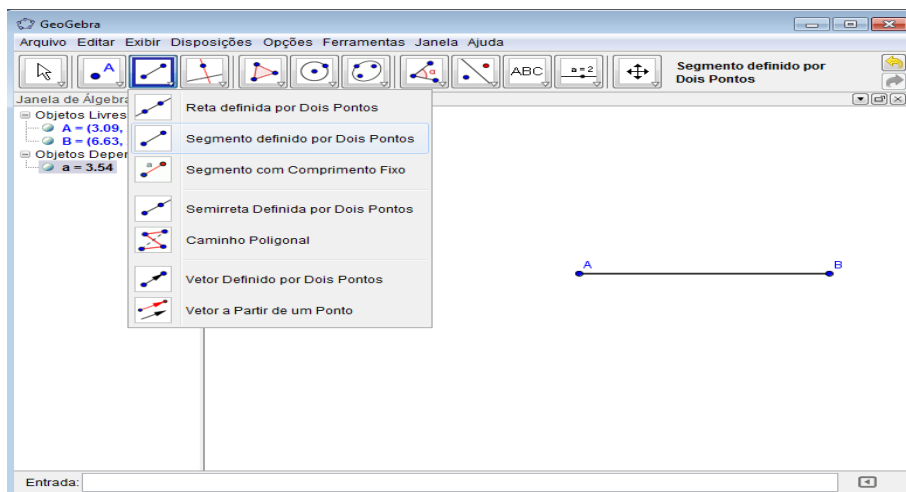 GeoGebra
Arquivo Editar Exibir Disposições Opções Ferramentas Janela Ajuda
A
ABC
a=2
Segmento definido por
Dois Pontos
Janela de Álgebra
Objetos Livres
A = (3.09,
B = (6.63,
Objetos Deper
a = 3.54
Reta definida por Dois Pontos
Segmento definido por Dois Pontos
a
Segmento com Comprimento Fixo
Semirreta Definida por Dois Pontos
Caminho Poligonal
Vetor Definido por Dois Pontos
Vetor a Partir de um Ponto
A
B
Entrada: